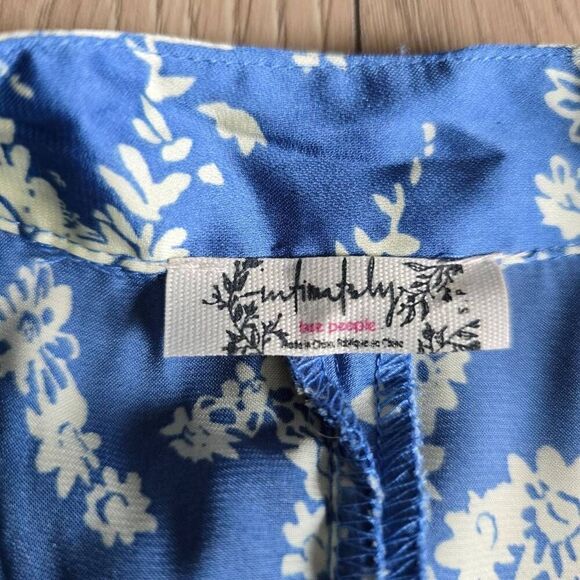 intimately
free people
Made in China. Fabriqué en Chine